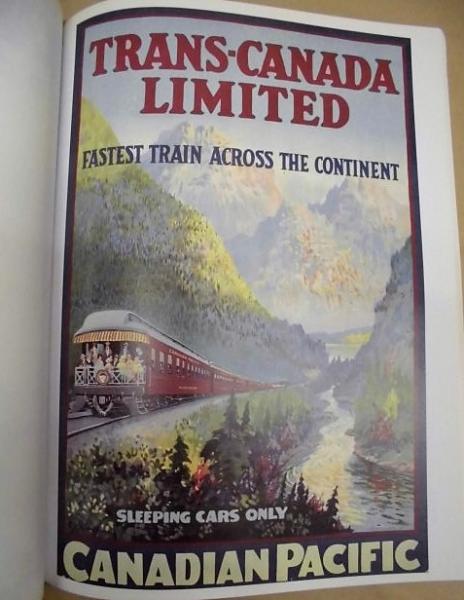 TRANS-CANADA
LIMITED
FASTEST TRAIN ACROSS THE CONTINENT
SLEEPING CARS ONLY
CANADIAN PACIFIC